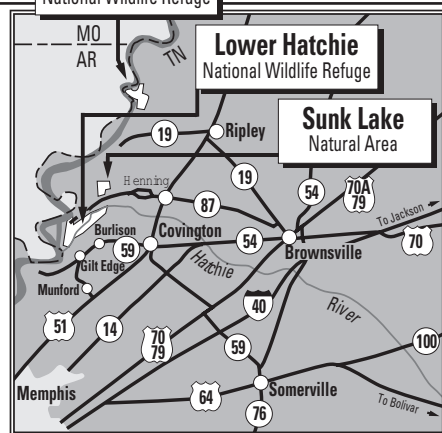 National Wildlife Refuge
MO
AR
TN
Lower Hatchie
National Wildlife Refuge
Sunk Lake
Natural Area
19
Ripley
19
54
70A
79
Henning
87
To Jackson
70
Burlison
59
Covington
54
Brownsville
Gilt Edge
Hatchie
Munford
40
River
51
14
70
79
59
100
Memphis
64
Somerville
76
To Bolivar